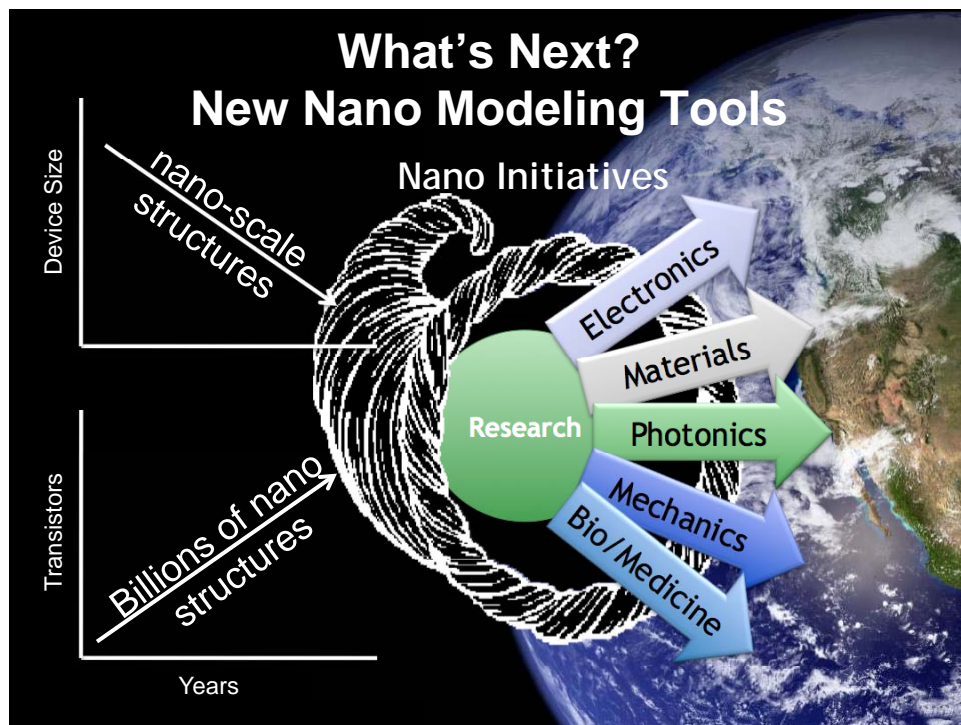 What's Next?
New Nano Modeling Tools
Nano Initiatives
Device Size
nano-scale
structures
Electronics
Materials
Research
Photonics
Mechanics
Bio/Medicine
Transistors
Billions of nano
structures
Years